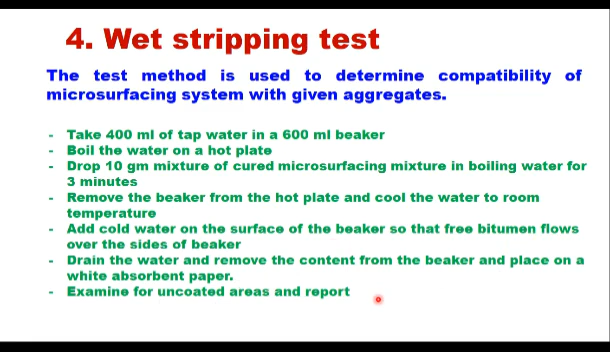 4. Wet stripping test
The test method is used to determine compatibility of
microsurfacing system with given aggregates.
- Take 400 ml of tap water in a 600 ml beaker
- Boil the water on a hot plate
- Drop 10 gm mixture of cured microsurfacing mixture in boiling water for
3 minutes
- Remove the beaker from the hot plate and cool the water to room
temperature
- Add cold water on the surface of the beaker so that free bitumen flows
over the sides of beaker
- Drain the water and remove the content from the beaker and place on a
white absorbent paper.
- Examine for uncoated areas and report